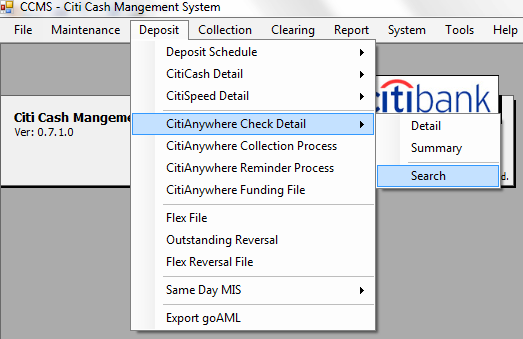 CCMS - Citi Cash Mangement System
File Maintenance Deposit Collection Clearing Report System Tools Help
Deposit Schedule
CitiCash Detail
CitiSpeed Detail
citibank
Citi Cash Mangeme
Ver: 0.7.1.0
CitiAnywhere Check Detail
Detail
CitiAnywhere Collection Process
Summary
CitiAnywhere Reminder Process
Search
d.
CitiAnywhere Funding File
Flex File
Outstanding Reversal
Flex Reversal File
Same Day MIS
Export goAML